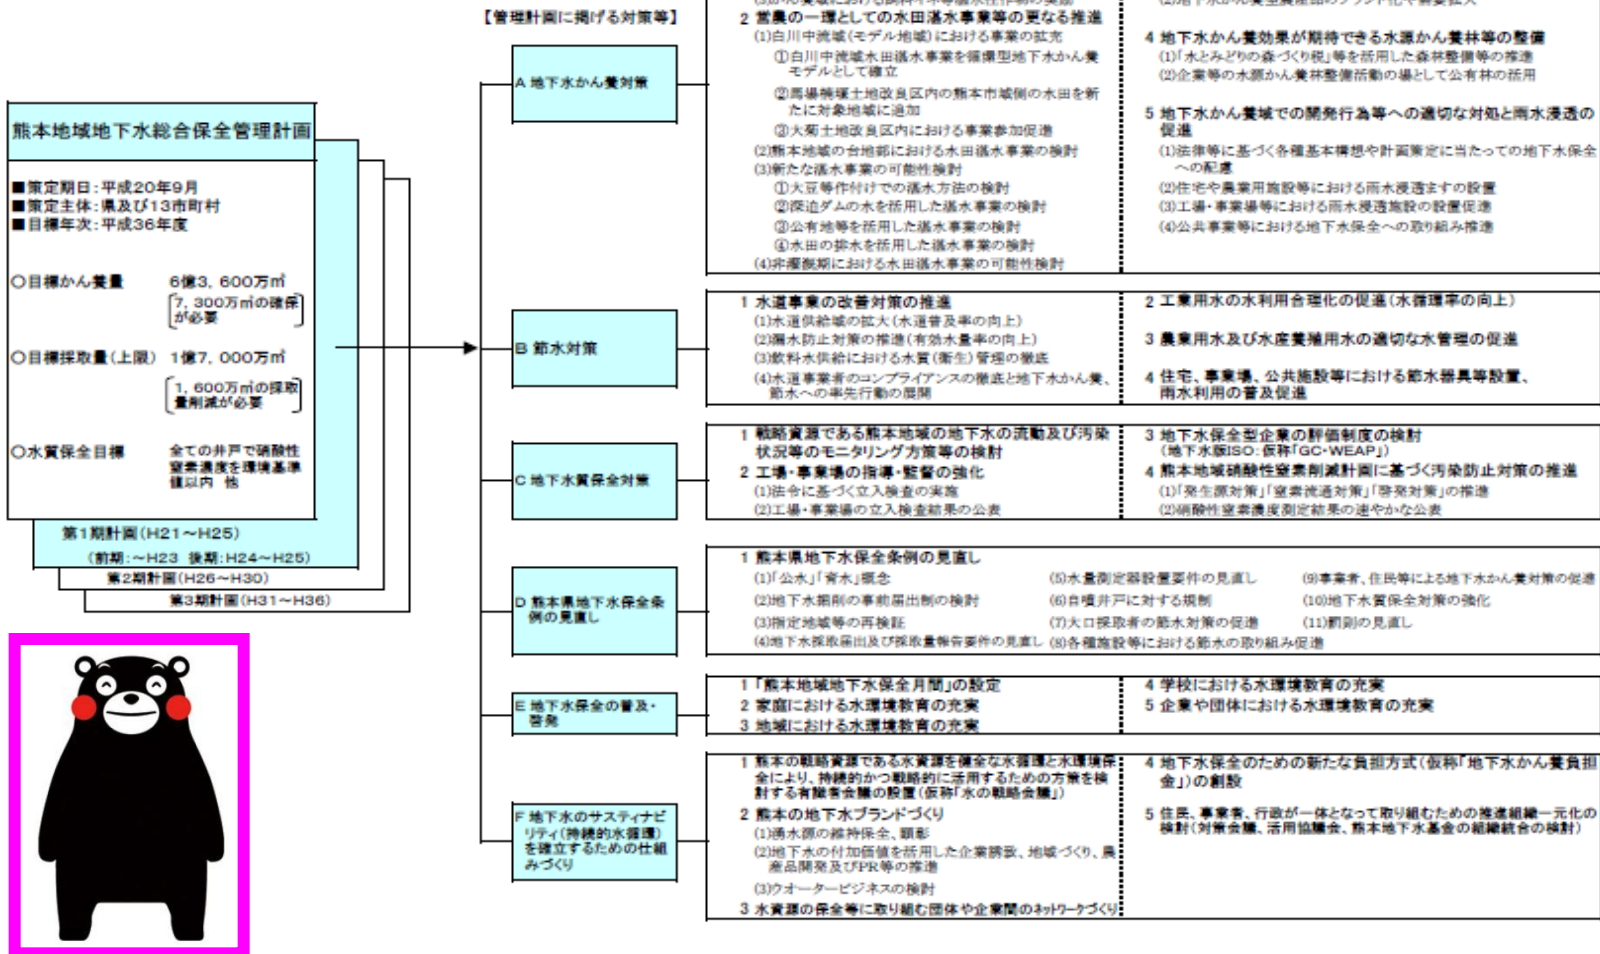 【管理計画に掲げる対策等】
熊本地域地下水総合保全管理計画
■策定期日：平成20年9月
■策定主体：県及び13市町村
■目標年次：平成36年度
○目標かん養量　6億3,600万㎥
7,300万㎥の確保
が必要
○目標採取量(上限)　1億7,000万㎥
1,600万㎥の採取
量削減が必要
○水質保全目標　全ての井戸で硝酸性
窒素濃度を環境基準
値以内　他
第1期計画(H21～H25)
(前期：～H23　後期：H24～H25)
第2期計画(H26～H30)
第3期計画(H31～H36)
A 地下水かん養対策
2 営農の一環としての水田湛水事業等の更なる推進
(1)白川中流域(モデル地域)における事業の拡充
①白川中流域水田湛水事業を循環型地下水かん養
モデルとして確立
②馬場楠堰土地改良区内の熊本市域側の水田を新
たに対象地域に追加
③大菊土地改良区内における事業参加促進
(2)熊本地域の台地部における水田湛水事業の検討
(3)新たな湛水事業の可能性検討
①大豆等作付けでの湛水方法の検討
②深迫ダムの水を活用した湛水事業の検討
③公有地等を活用した湛水事業の検討
④水田の排水を活用した湛水事業の検討
(4)非灌漑期における水田湛水事業の可能性検討
4 地下水かん養効果が期待できる水源かん養林等の整備
(1)「水とみどりの森づくり税」等を活用した森林整備等の推進
(2)企業等の水源かん養林整備活動の場として公有林の活用
5 地下水かん養域での開発行為等への適切な対処と雨水浸透の
促進
(1)法律等に基づく各種基本構想や計画策定に当たっての地下水保全
への配慮
(2)住宅や農業用施設等における雨水浸透ますの設置
(3)工場・事業場等における雨水浸透施設の設置促進
(4)公共事業等における地下水保全への取り組み推進
B 節水対策
1 水道事業の改善対策の推進
(1)水道供給域の拡大(水道普及率の向上)
(2)漏水防止対策の推進(有効水量率の向上)
(3)飲料水供給における水質(衛生)管理の徹底
(4)水道事業者のコンプライアンスの徹底と地下水かん養、
節水への率先行動の展開
2 工業用水の水利用合理化の促進(水循環率の向上)
3 農業用水及び水産養殖用水の適切な水管理の促進
4 住宅、事業場、公共施設等における節水器具等設置、
雨水利用の普及促進
C 地下水質保全対策
1 戦略資源である熊本地域の地下水の流動及び汚染
状況等のモニタリング方策等の検討
2 工場・事業場の指導・監督の強化
(1)法令に基づく立入検査の実施
(2)工場・事業場の立入検査結果の公表
3 地下水保全型企業の評価制度の検討
(地下水版ISO：仮称「GC・WEAP」)
4 熊本地域硝酸性窒素削減計画に基づく汚染防止対策の推進
(1)「発生源対策」「窒素流通対策」「啓発対策」の推進
(2)硝酸性窒素濃度測定結果の速やかな公表
D 熊本県地下水保全条
例の見直し
1 熊本県地下水保全条例の見直し
(1)「公水」「育水」概念
(2)地下水掘削の事前届出制の検討
(3)指定地域等の再検証
(4)地下水採取届出及び採取量報告要件の見直し
(5)水量測定器設置要件の見直し
(6)自噴井戸に対する規制
(7)大口採取者の節水対策の促進
(8)各種施設等における節水の取り組み促進
(9)事業者、住民等による地下水かん養対策の促進
(10)地下水質保全対策の強化
(11)罰則の見直し
E 地下水保全の普及・
啓発
1 「熊本地域地下水保全月間」の設定
2 家庭における水環境教育の充実
3 地域における水環境教育の充実
4 学校における水環境教育の充実
5 企業や団体における水環境教育の充実
F 地下水のサスティナビ
リティ(持続的水循環)
を確立するための仕組
みづくり
1 熊本の戦略資源である水資源を健全な水循環と水環境保
全により、持続的かつ戦略的に活用するための方策を検
討する有識者会議の設置(仮称「水の戦略会議」)
2 熊本の地下水ブランドづくり
(1)湧水源の維持保全、顕彰
(2)地下水の付加価値を活用した企業誘致、地域づくり、農
産品開発及びPR等の推進
(3)ウオータービジネスの検討
3 水資源の保全等に取り組む団体や企業間のネットワークづくり
4 地下水保全のための新たな負担方式(仮称「地下水かん養負担
金」)の創設
5 住民、事業者、行政が一体となって取り組むための推進組織一元化の
検討(対策会議、活用協議会、熊本地下水基金の組織統合の検討)